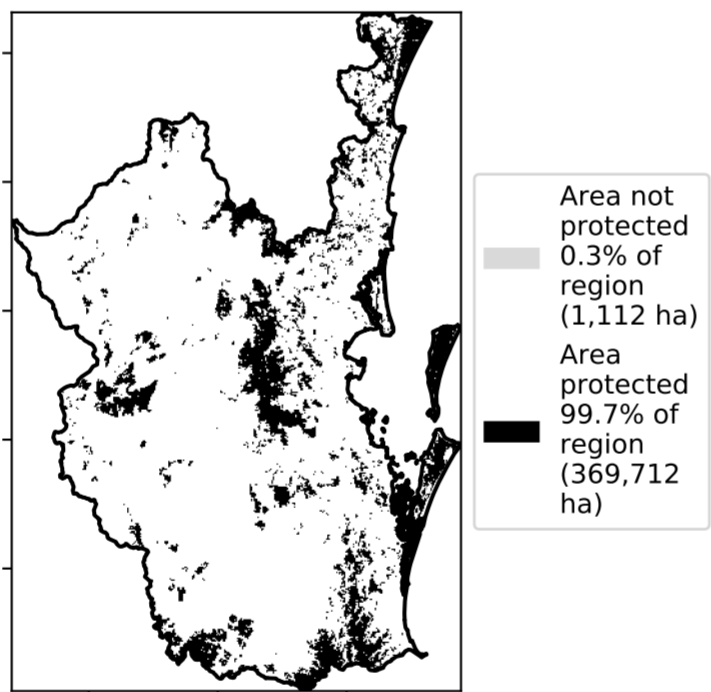 Area not
protected
0.3% of
region
(1,112 ha)
Area
protected
99.7% of
region
(369,712
ha)